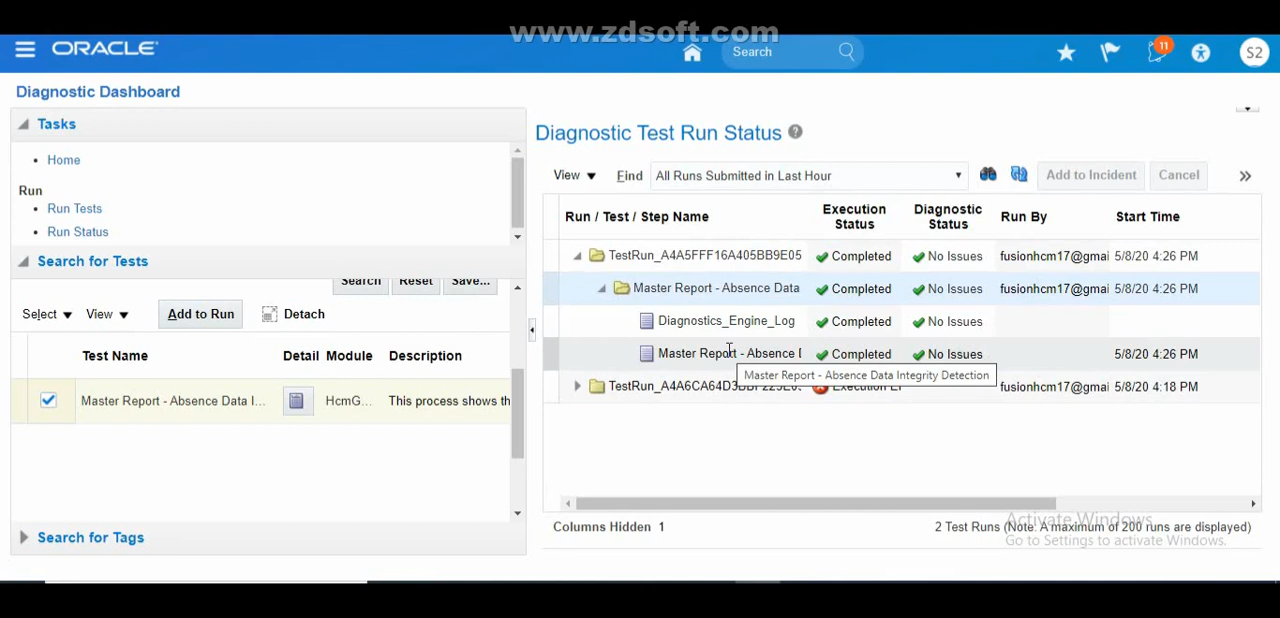 www.zdsoft.com
ORACLE
Search
11
S2
Diagnostic Dashboard
Tasks
Home
Run
Run Tests
Run Status
Search for Tests
Search Reset Save...
Select View Add to Run Detach
Test Name Detail Module Description
Master Report - Absence Data I... HcmG... This process shows th
Search for Tags
Diagnostic Test Run Status
View Find All Runs Submitted in Last Hour Add to Incident Cancel
Run / Test / Step Name Execution Status Diagnostic Status Run By Start Time
TestRun_A4A5FFF16A405BB9E05 Completed No Issues fusionhcm17@gmai 5/8/20 4:26 PM
Master Report - Absence Data Completed No Issues fusionhcm17@gmai 5/8/20 4:26 PM
Diagnostics_Engine_Log Completed No Issues
Master Report - Absence Completed No Issues 5/8/20 4:26 PM
Master Report - Absence Data Integrity Detection
fusionhcm17@gmai 5/8/20 4:18 PM
Columns Hidden 1 2 Test Runs (Note: A maximum of 200 runs are displayed)
Activate Windows
Go to Settings to activate Windows.